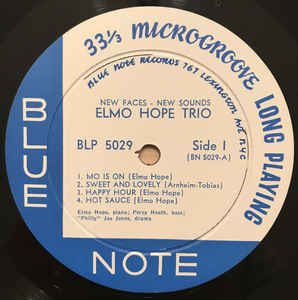 33⅓ MICROGROOVE LONG PLAYING
BLUE NOTE RECORDS 767 LEXINGTON AVE NYC
NEW FACES - NEW SOUNDS
ELMO HOPE TRIO
BLP 5029
Side 1
(BN 5029-A)
1. MO IS ON (Elmo Hope)
2. SWEET AND LOVELY (Arnheim-Tobias)
3. HAPPY HOUR (Elmo Hope)
4. HOT SAUCE (Elmo Hope)
Elmo Hope, piano; Percy Heath, bass;
"Philly" Joe Jones, drums
BLUE
NOTE